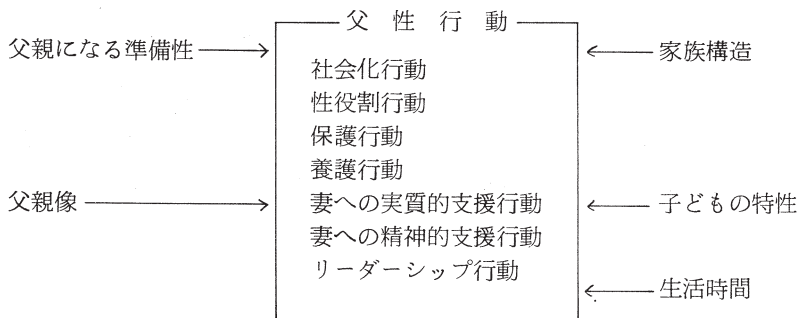 父性行動
父親になる準備性
家族構造
社会化行動
性役割行動
保護行動
養護行動
父親像
妻への実質的支援行動
子どもの特性
妻への精神的支援行動
リーダーシップ行動
生活時間